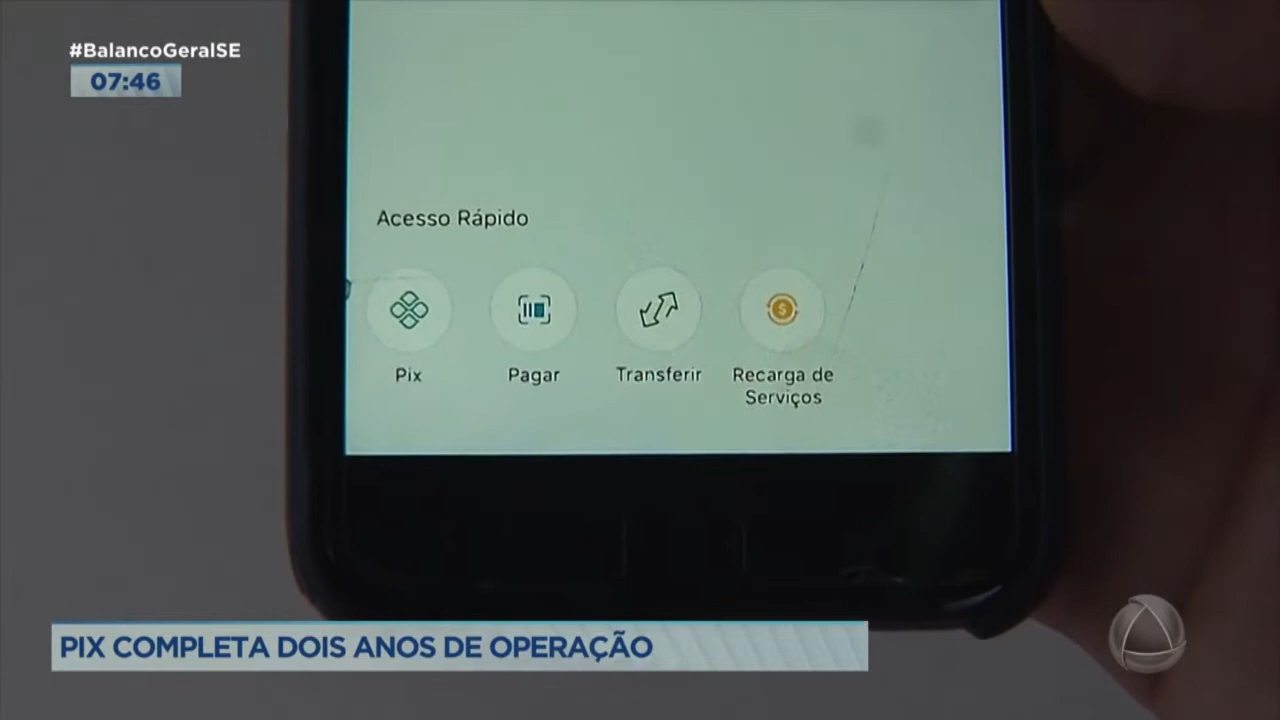 #BalancoGeralSE
07:46
Acesso Rápido
Pix
Pagar
Transferir
Recarga de
Serviços
PIX COMPLETA DOIS ANOS DE OPERAÇÃO